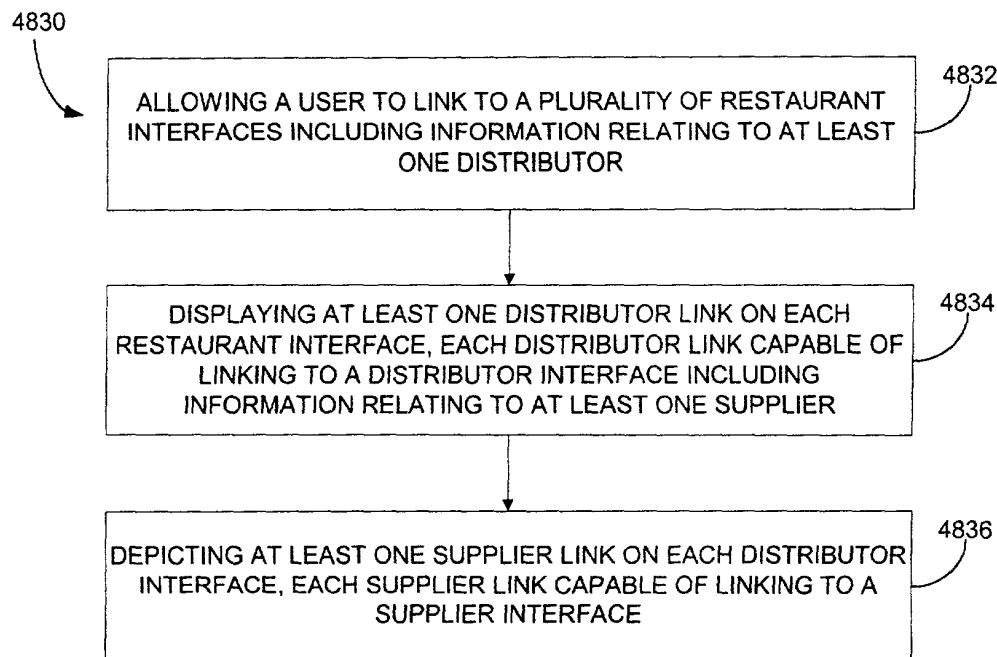 4830
4832
ALLOWING A USER TO LINK TO A PLURALITY OF RESTAURANT
INTERFACES INCLUDING INFORMATION RELATING TO AT LEAST
ONE DISTRIBUTOR
4834
DISPLAYING AT LEAST ONE DISTRIBUTOR LINK ON EACH
RESTAURANT INTERFACE, EACH DISTRIBUTOR LINK CAPABLE OF
LINKING TO A DISTRIBUTOR INTERFACE INCLUDING
INFORMATION RELATING TO AT LEAST ONE SUPPLIER
4836
DEPICTING AT LEAST ONE SUPPLIER LINK ON EACH DISTRIBUTOR
INTERFACE, EACH SUPPLIER LINK CAPABLE OF LINKING TO A
SUPPLIER INTERFACE